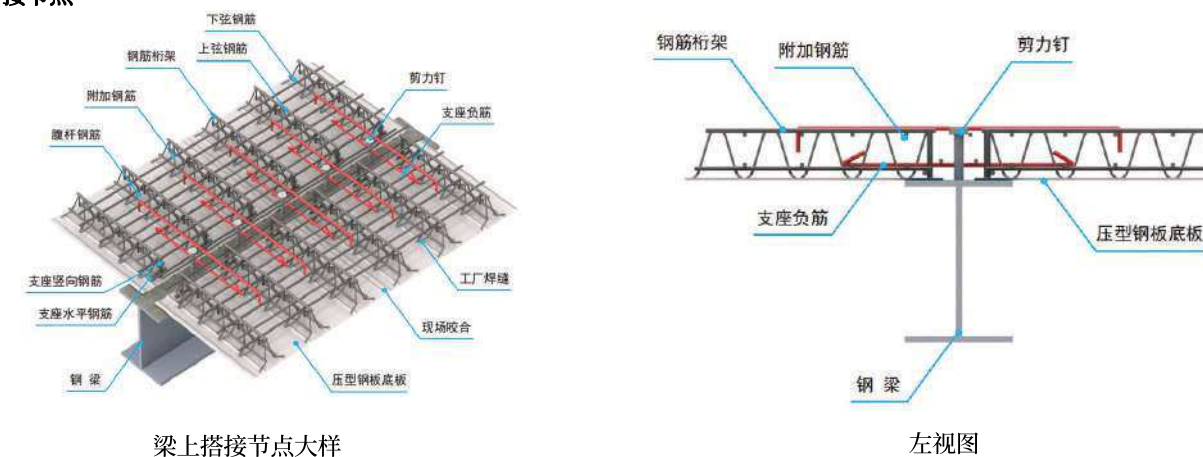 接节点
下弦钢筋
上弦钢筋
钢筋桁架
剪力钉
附加钢筋
支座负筋
腹杆钢筋
支座竖向钢筋
工厂焊缝
支座水平钢筋
现场咬合
钢 梁
压型钢板底板
梁上搭接节点大样
钢筋桁架
附加钢筋
剪力钉
支座负筋
压型钢板底板
钢 梁
左视图